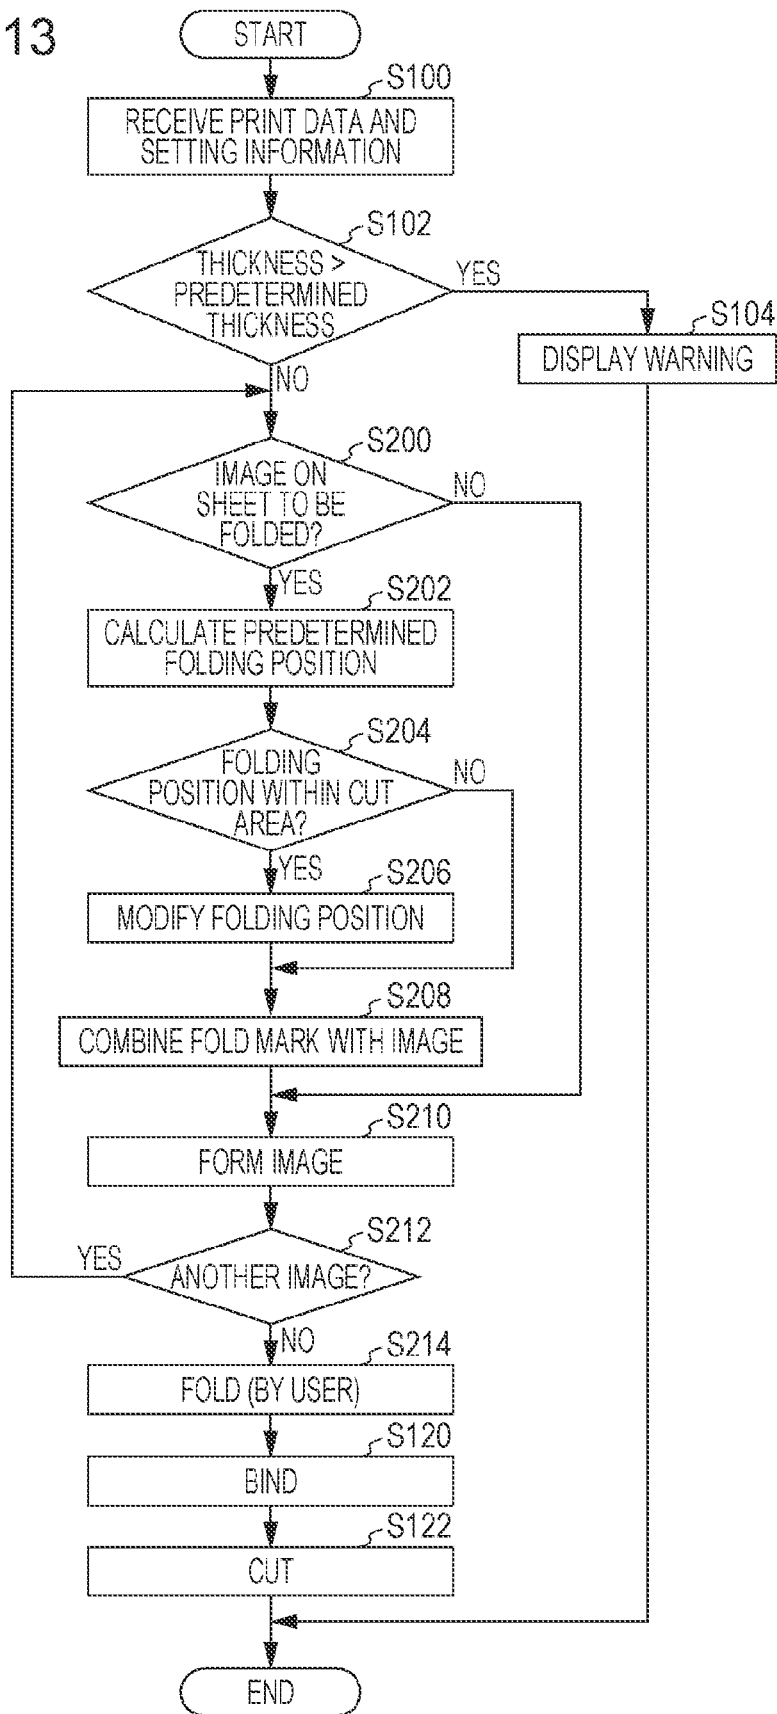 13
START
S100
RECEIVE PRINT DATA AND
SETTING INFORMATION
S102
THICKNESS >
PREDETERMINED
THICKNESS
YES
S104
DISPLAY WARNING
NO
S200
IMAGE ON
SHEET TO BE
FOLDED?
NO
YES
S202
CALCULATE PREDETERMINED
FOLDING POSITION
S204
FOLDING
POSITION WITHIN CUT
AREA?
NO
YES
S206
MODIFY FOLDING POSITION
S208
COMBINE FOLD MARK WITH IMAGE
S210
FORM IMAGE
S212
YES
ANOTHER IMAGE?
NO
S214
FOLD (BY USER)
S120
BIND
S122
CUT
END